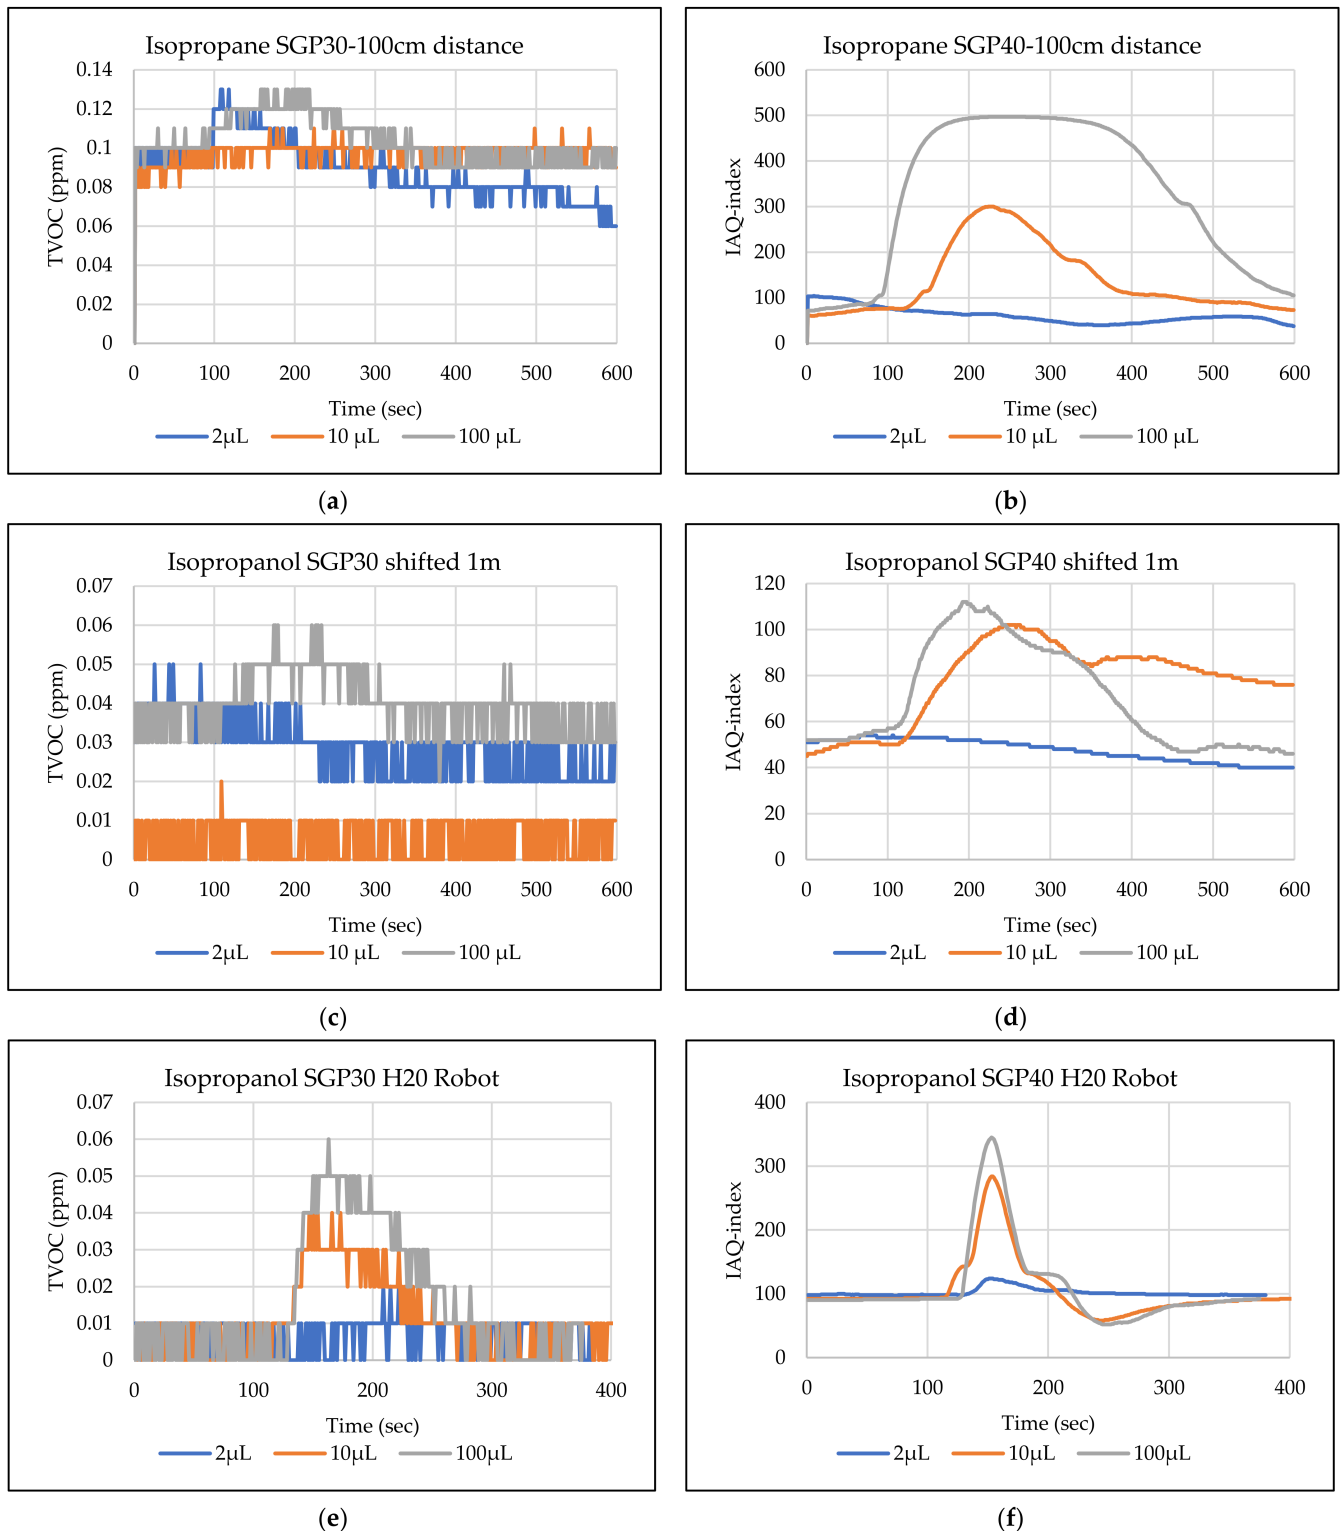 Isopropane SGP30-100cm distance
0.14
0.12
0.1
0.08
0.06
0.04
0.02
0
TVOC (ppm)
0 100 200 300 400 500 600
Time (sec)
2µL 10 µL 100 µL
(a)
Isopropane SGP40-100cm distance
600
500
400
300
200
100
0
IAQ-index
0 100 200 300 400 500 600
Time (sec)
2µL 10 µL 100 µL
(b)
Isopropanol SGP30 shifted 1m
0.07
0.06
0.05
0.04
0.03
0.02
0.01
0
TVOC (ppm)
0 100 200 300 400 500 600
Time (sec)
2µL 10 µL 100 µL
(c)
Isopropanol SGP40 shifted 1m
120
100
80
60
40
20
0
IAQ-index
0 100 200 300 400 500 600
Time (sec)
2µL 10 µL 100 µL
(d)
Isopropanol SGP30 H20 Robot
0.07
0.06
0.05
0.04
0.03
0.02
0.01
0
TVOC (ppm)
0 100 200 300 400
Time (sec)
2µL 10µL 100µL
(e)
Isopropanol SGP40 H20 Robot
400
300
200
100
0
IAQ-index
0 100 200 300 400
Time (sec)
2µL 10µL 100µL
(f)